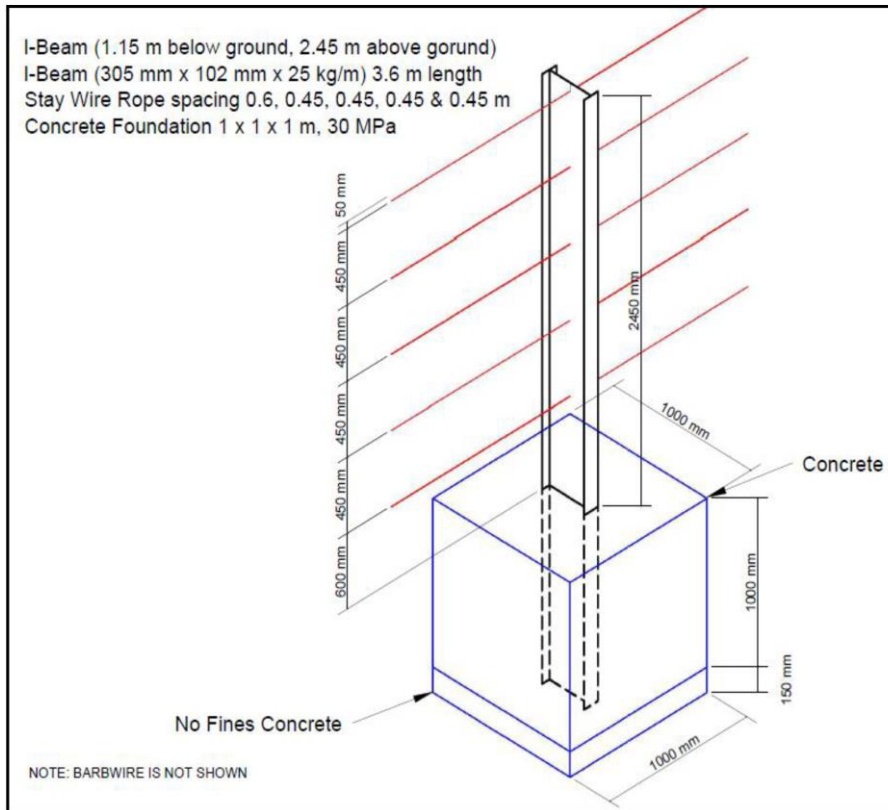 I-Beam (1.15 m below ground, 2.45 m above gorund)
I-Beam (305 mm x 102 mm x 25 kg/m) 3.6 m length
Stay Wire Rope spacing 0.6, 0.45, 0.45, 0.45 & 0.45 m
Concrete Foundation 1 x 1 x 1 m, 30 MPa
50 mm
450 mm
450 mm
450 mm
450 mm
600 mm
2450 mm
1000 mm
Concrete
1000 mm
150 mm
No Fines Concrete
1000 mm
NOTE: BARBWIRE IS NOT SHOWN